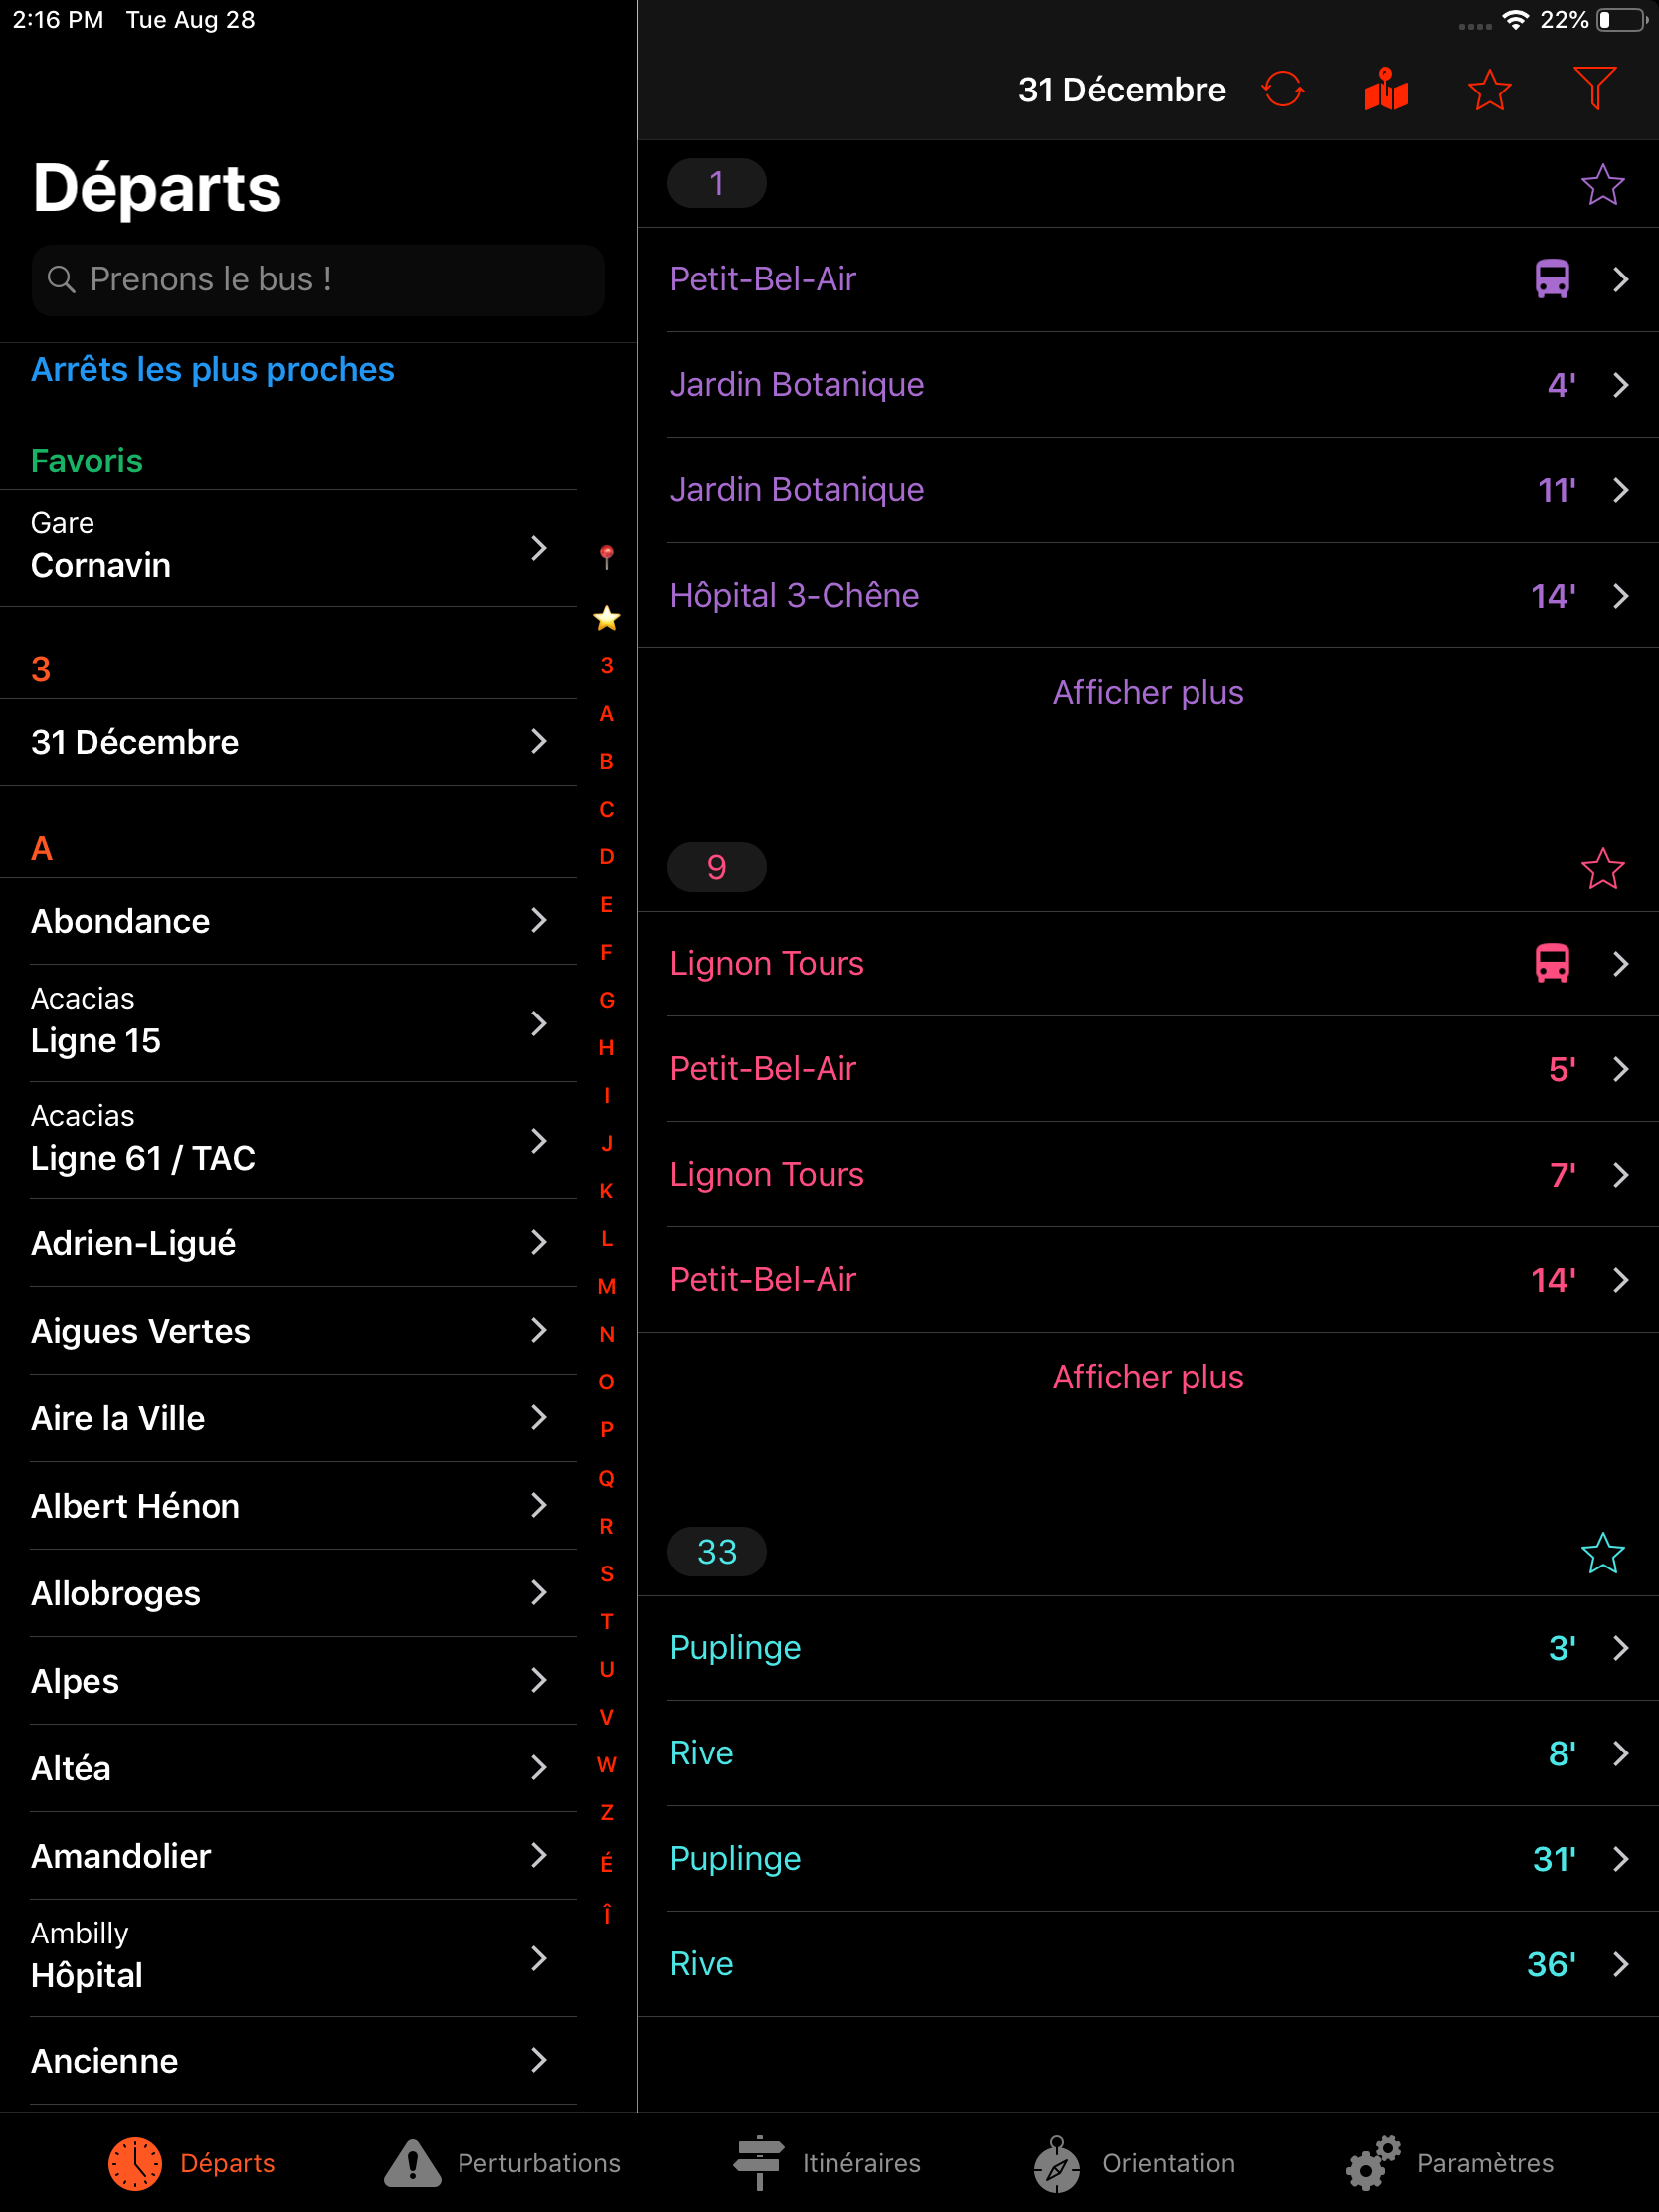 2:16 PM Tue Aug 28
22%
Départs
Prenons le bus !
Arrêts les plus proches
Favoris
Gare
Cornavin
3
31 Décembre
A
Abondance
Acacias
Ligne 15
Acacias
Ligne 61 / TAC
Adrien-Ligué
Aigues Vertes
Aire la Ville
Albert Hénon
Allobroges
Alpes
Altéa
Amandolier
Ambilly
Hôpital
Ancienne
3
A
B
C
D
E
F
G
H
I
J
K
L
M
N
O
P
Q
R
S
T
U
V
W
Z
É
Î
31 Décembre
1
Petit-Bel-Air
Jardin Botanique 4'
Jardin Botanique 11'
Hôpital 3-Chêne 14'
Afficher plus
9
Lignon Tours
Petit-Bel-Air 5'
Lignon Tours 7'
Petit-Bel-Air 14'
Afficher plus
33
Puplinge 3'
Rive 8'
Puplinge 31'
Rive 36'
Départs Perturbations Itinéraires Orientation Paramètres